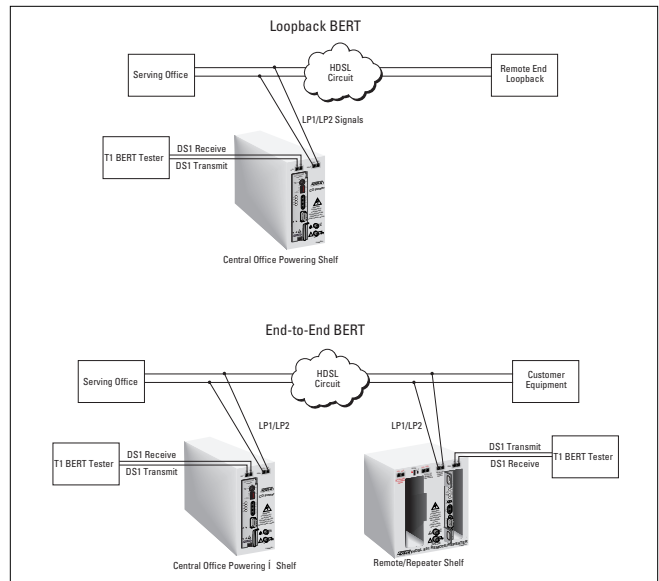 Loopback BERT
Serving Office
HDSL
Circuit
Remote End
Loopback
LP1/LP2 Signals
T1 BERT Tester
DS1 Receive
DS1 Transmit
Central Office Powering Shelf
End-to-End BERT
Serving Office
HDSL
Circuit
Customer
Equipment
LP1/LP2
LP1/LP2
T1 BERT Tester
DS1 Receive
DS1 Transmit
DS1 Transmit
DS1 Receive
T1 BERT Tester
Central Office Powering Í Shelf
Remote/Repeater Shelf